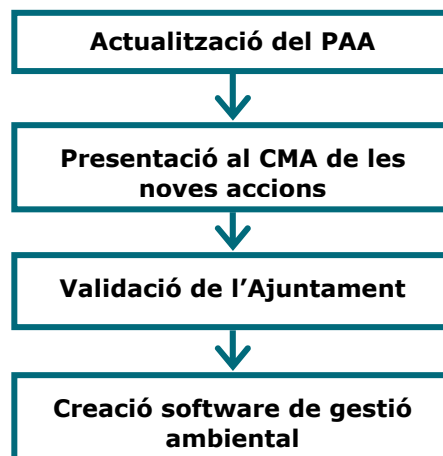 Actualització del PAA
Presentació al CMA de les
noves accions
Validació de l’Ajuntament
Creació software de gestió
ambiental